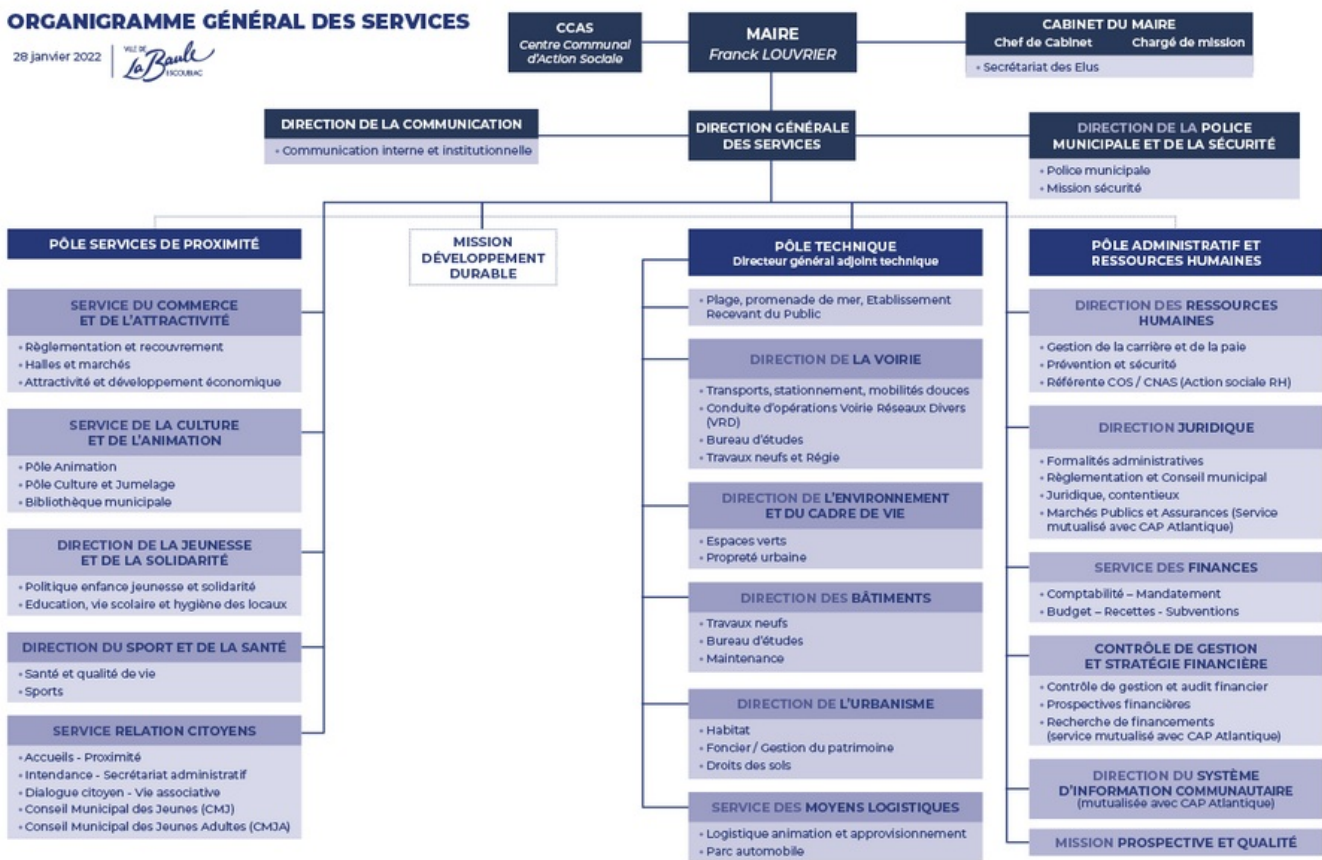 ORGANIGRAMME GÉNÉRAL DES SERVICES
28 janvier 2022
VILLE DE
La Baule
ESCOUBLAC
CCAS
Centre Communal
d'Action Sociale
MAIRE
Franck LOUVRIER
CABINET DU MAIRE
Chef de Cabinet Chargé de mission
• Secrétariat des Elus
DIRECTION DE LA COMMUNICATION
• Communication interne et institutionnelle
DIRECTION GÉNÉRALE
DES SERVICES
DIRECTION DE LA POLICE
MUNICIPALE ET DE LA SÉCURITÉ
• Police municipale
• Mission sécurité
PÔLE SERVICES DE PROXIMITÉ
SERVICE DU COMMERCE
ET DE L'ATTRACTIVITÉ
• Règlementation et recouvrement
• Halles et marchés
• Attractivité et développement économique
SERVICE DE LA CULTURE
ET DE L'ANIMATION
• Pôle Animation
• Pôle Culture et Jumelage
• Bibliothèque municipale
DIRECTION DE LA JEUNESSE
ET DE LA SOLIDARITÉ
• Politique enfance jeunesse et solidarité
• Education, vie scolaire et hygiène des locaux
DIRECTION DU SPORT ET DE LA SANTÉ
• Santé et qualité de vie
• Sports
SERVICE RELATION CITOYENS
• Accueils - Proximité
• Intendance - Secrétariat administratif
• Dialogue citoyen - Vie associative
• Conseil Municipal des Jeunes (CMJ)
• Conseil Municipal des Jeunes Adultes (CMJA)
MISSION
DÉVELOPPEMENT
DURABLE
PÔLE TECHNIQUE
Directeur général adjoint technique
• Plage, promenade de mer, Etablissement
Recevant du Public
DIRECTION DE LA VOIRIE
• Transports, stationnement, mobilités douces
• Conduite d'opérations Voirie Réseaux Divers
(VRD)
• Bureau d'études
• Travaux neufs et Régie
DIRECTION DE L'ENVIRONNEMENT
ET DU CADRE DE VIE
• Espaces verts
• Propreté urbaine
DIRECTION DES BÂTIMENTS
• Travaux neufs
• Bureau d'études
• Maintenance
DIRECTION DE L'URBANISME
• Habitat
• Foncier / Gestion du patrimoine
• Droits des sols
SERVICE DES MOYENS LOGISTIQUES
• Logistique animation et approvisionnement
• Parc automobile
PÔLE ADMINISTRATIF ET
RESSOURCES HUMAINES
DIRECTION DES RESSOURCES
HUMAINES
• Gestion de la carrière et de la paie
• Prévention et sécurité
• Référente COS / CNAS (Action sociale RH)
DIRECTION JURIDIQUE
• Formalités administratives
• Règlementation et Conseil municipal
• Juridique, contentieux
• Marchés Publics et Assurances (Service
mutualisé avec CAP Atlantique)
SERVICE DES FINANCES
• Comptabilité – Mandatement
• Budget – Recettes - Subventions
CONTRÔLE DE GESTION
ET STRATÉGIE FINANCIÈRE
• Contrôle de gestion et audit financier
• Prospectives financières
• Recherche de financements
(service mutualisé avec CAP Atlantique)
DIRECTION DU SYSTÈME
D'INFORMATION COMMUNAUTAIRE
(mutualisée avec CAP Atlantique)
MISSION PROSPECTIVE ET QUALITÉ